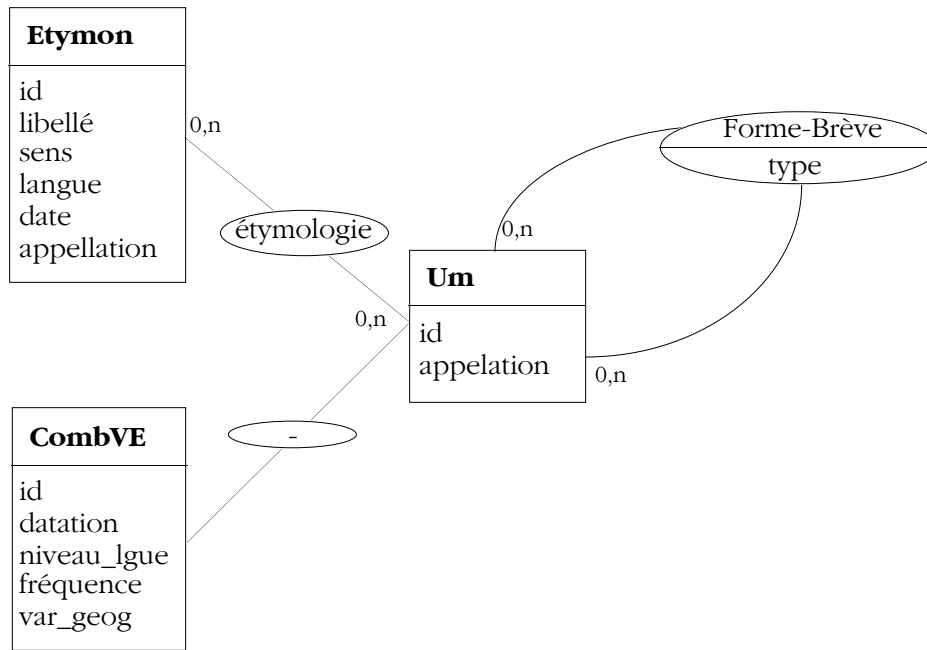 Etymon
id
libellé
sens
langue
date
appellation
0,n
étymologie
0,n
Forme-Brève
type
0,n
Um
id
appelation
0,n
CombVE
id
datation
niveau_lgue
fréquence
var_geog
-